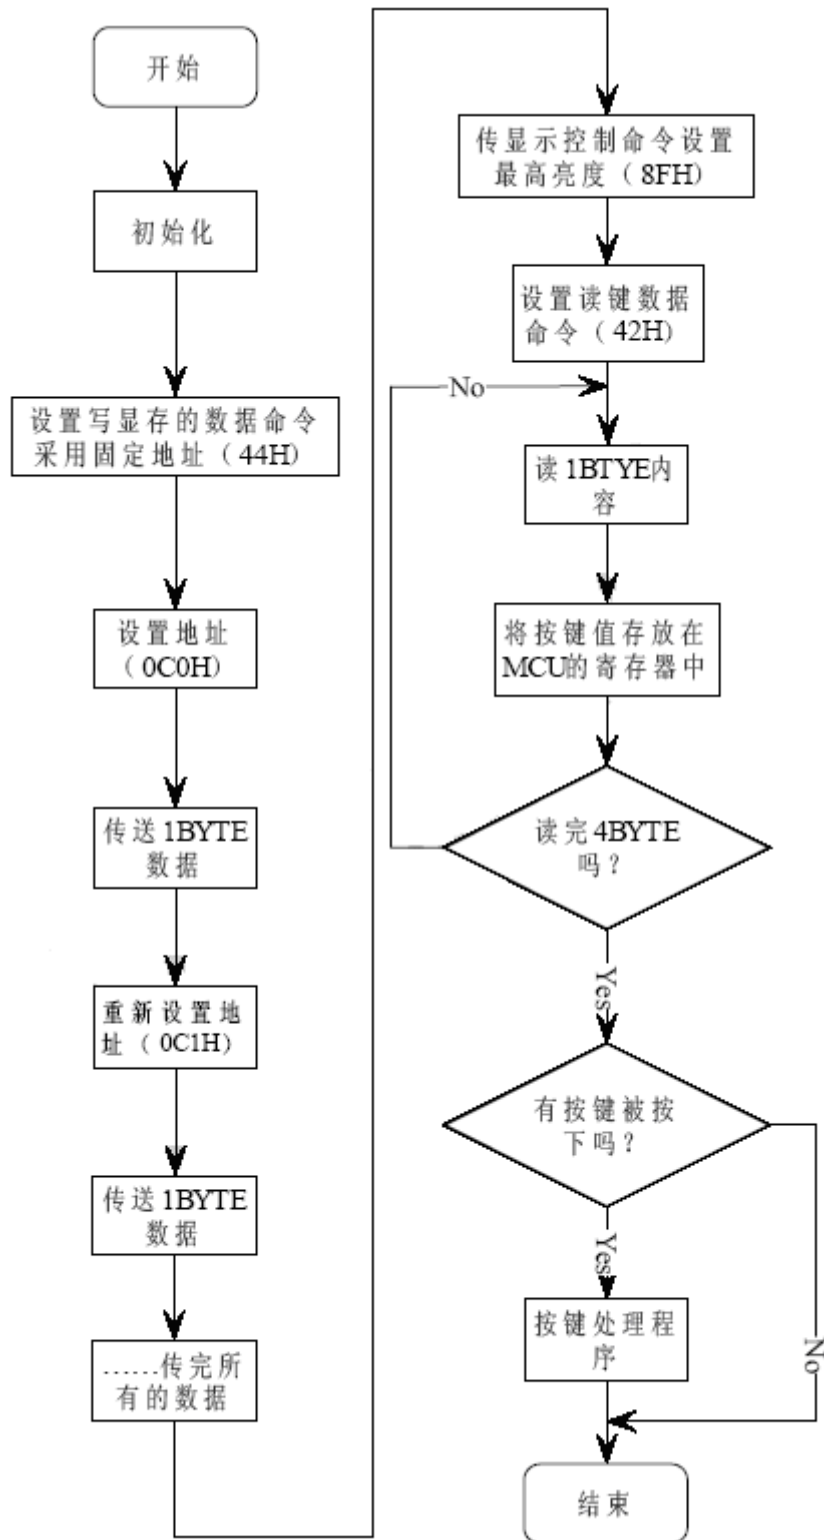 开始
初始化
设置写显存的数据命令
采用固定地址（44H）
设置地址
（0C0H）
传送1BYTE
数据
重新设置地
址（0C1H）
传送1BYTE
数据
……传完所
有的数据
传显示控制命令设置
最高亮度（8FH）
设置读键数据
命令（42H）
No
读1BTYE内
容
将按键值存放在
MCU的寄存器中
读完4BYTE
吗？
Yes
有按键被按
下吗？
Yes
按键处理程
序
No
结束